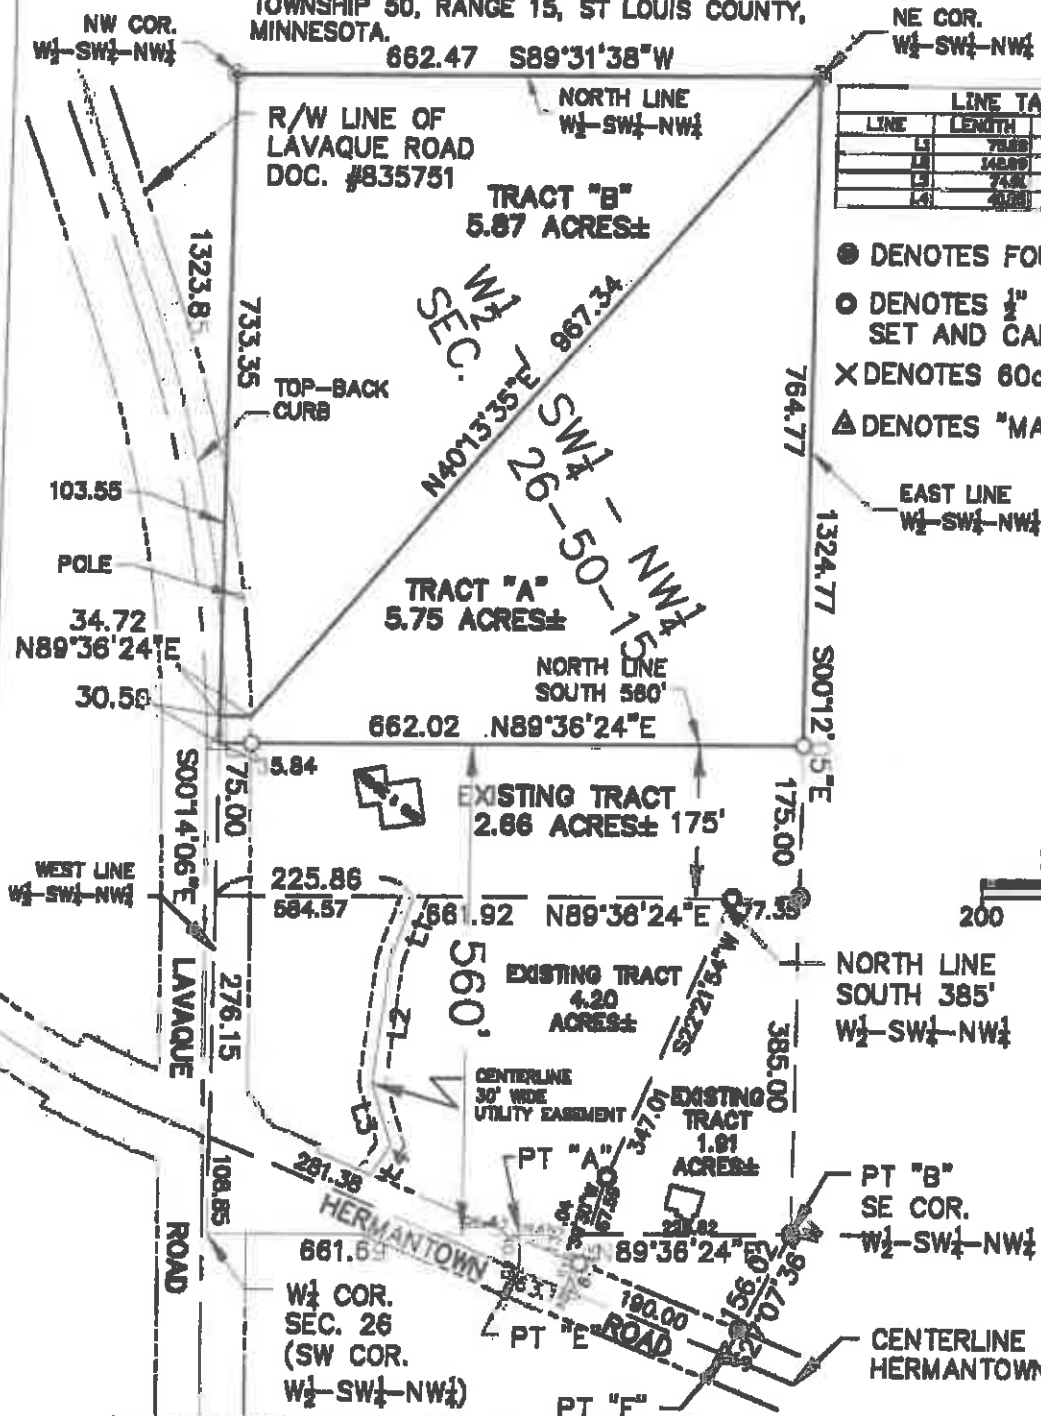 TOWNSHIP 50, RANGE 15, ST LOUIS COUNTY,
MINNESOTA.
NW COR.
W½-SW¼-NW¼
NE COR.
W½-SW¼-NW¼
662.47 S89°31'38"W
NORTH LINE
W½-SW¼-NW¼
R/W LINE OF
LAVAQUE ROAD
DOC. #835751
LINE TA
LINE LENGTH
L1
L2
L3
L4
TRACT "B"
5.87 ACRES±
● DENOTES FOU
○ DENOTES ½"
SET AND CA
X DENOTES 60
△ DENOTES "MA
1323.8
733.35
W½ - SW¼ - NW¼
SEC. 26-50-15
967.34
N40°13'35"E
TOP-BACK
CURB
764.77
103.55
EAST LINE
W½-SW¼-NW¼
1324.77 S00°12'
5"E
POLE
TRACT "A"
5.75 ACRES±
34.72
N89°36'24"E
NORTH LINE
SOUTH 560'
662.02 N89°36'24"E
5.84
75.00
S00°14'06"E
EXISTING TRACT
2.66 ACRES±
175'
175.00
WEST LINE
W½-SW¼-NW¼
225.86
584.57
661.92 N89°36'24"E
77.35
200
L1
L2
L3
560'
EXISTING TRACT
4.20
ACRES±
S22°21'54"W
347.01
NORTH LINE
SOUTH 385'
W½-SW¼-NW¼
LAVAQUE
276.15
385.00
CENTERLINE
30' WIDE
UTILITY EASEMENT
EXISTING
TRACT
1.91
ACRES±
PT "A"
PT "B"
SE COR.
W½-SW¼-NW¼
281.38
HERMANTOWN
108.85
ROAD
89°36'24"E
W¼ COR.
SEC. 26
(SW COR.
W½-SW¼-NW¼)
PT "E"
190.00
ROAD
156.02
CENTERLINE
HERMANTOWN
PT "F"